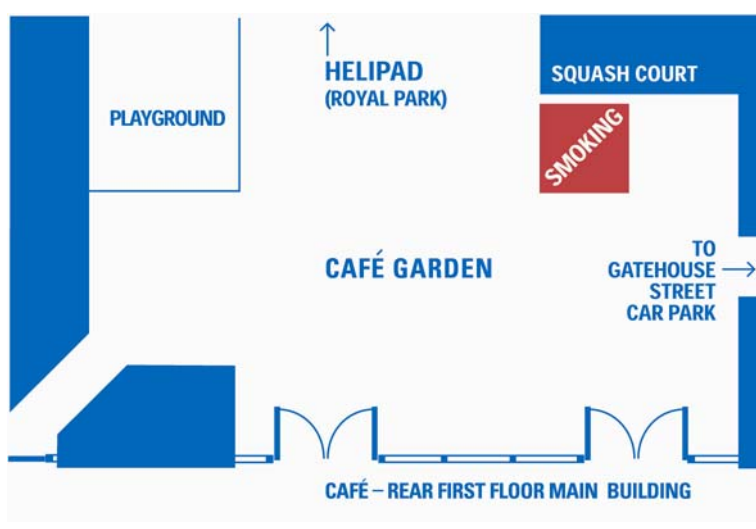 HELIPAD
(ROYAL PARK)
SQUASH COURT
PLAYGROUND
SMOKING
CAFÉ GARDEN
TO
GATEHOUSE
STREET
CAR PARK
CAFÉ – REAR FIRST FLOOR MAIN BUILDING